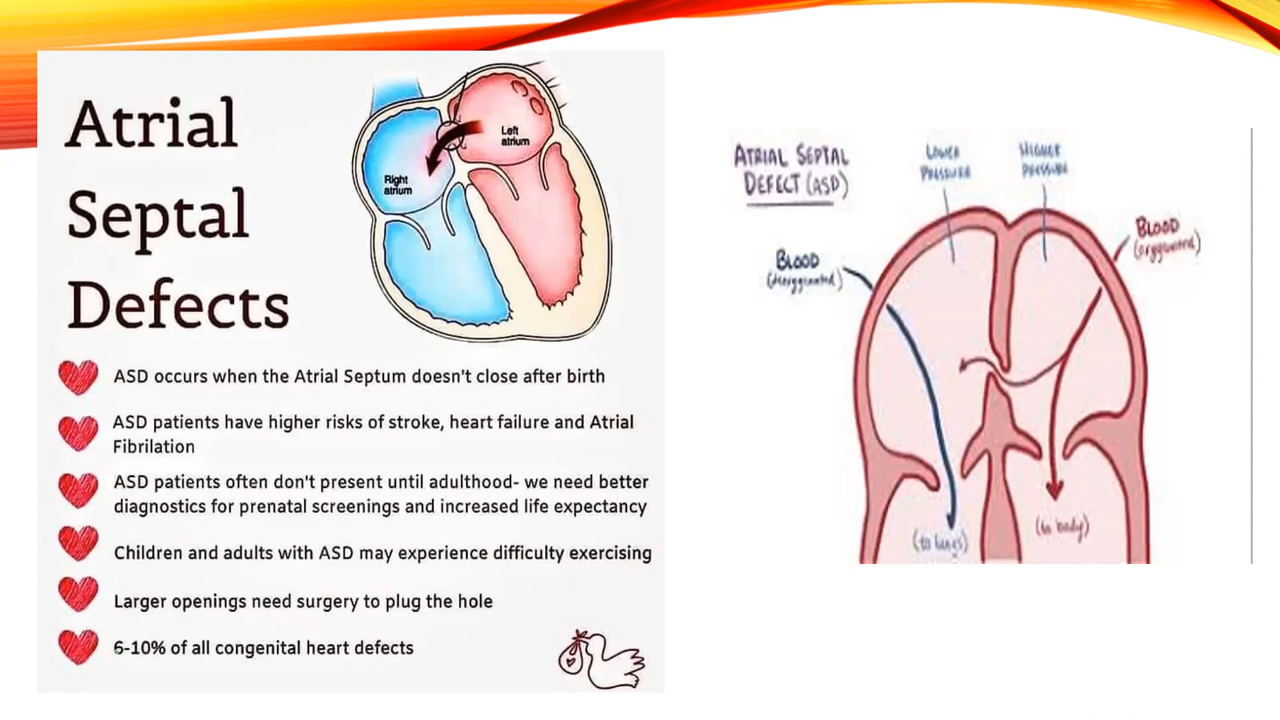 Atrial
Septal
Defects
Left
atrium
Right
atrium
ASD occurs when the Atrial Septum doesn't close after birth
ASD patients have higher risks of stroke, heart failure and Atrial
Fibrilation
ASD patients often don't present until adulthood- we need better
diagnostics for prenatal screenings and increased life expectancy
Children and adults with ASD may experience difficulty exercising
Larger openings need surgery to plug the hole
6-10% of all congenital heart defects
ATRIAL SEPTAL
DEFECT (ASD)
LOWER
PRESSURE
HIGHER
PRESSURE
BLOOD
(oxygenated)
BLOOD
(deoxygenated)
(to lungs)
(to body)